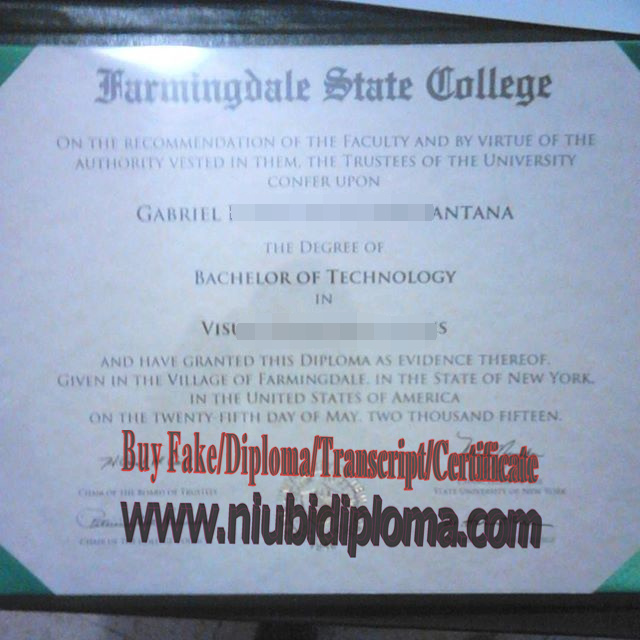 Farmingdale State College
ON THE RECOMMENDATION OF THE FACULTY AND BY VIRTUE OF THE
AUTHORITY VESTED IN THEM, THE TRUSTEES OF THE UNIVERSITY
CONFER UPON
GABRIEL ANTANA
THE DEGREE OF
BACHELOR OF TECHNOLOGY
IN
VISU S
AND HAVE GRANTED THIS DIPLOMA AS EVIDENCE THEREOF.
GIVEN IN THE VILLAGE OF FARMINGDALE, IN THE STATE OF NEW YORK,
IN THE UNITED STATES OF AMERICA
ON THE TWENTY-FIFTH DAY OF MAY, TWO THOUSAND FIFTEEN.
Buy Fake/Diploma/Transcript/Certificate
CHAIR OF THE BOARD OF TRUSTEES
STATE UNIVERSITY OF NEW YORK
www.niubidiploma.com
CHAIR OF THE